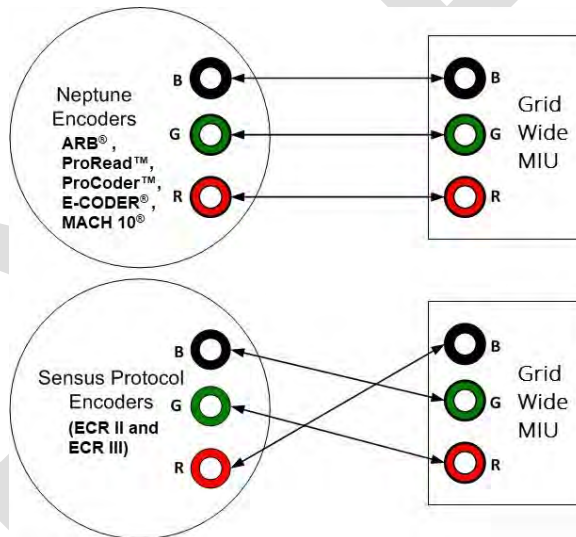 Neptune
Encoders
ARB®,
ProRead™,
ProCoder™,
E-CODER®,
MACH 10®
B
G
R
B
G
R
Grid
Wide
MIU
Sensus Protocol
Encoders
(ECR II and
ECR III)
B
G
R
B
G
R
Grid
Wide
MIU